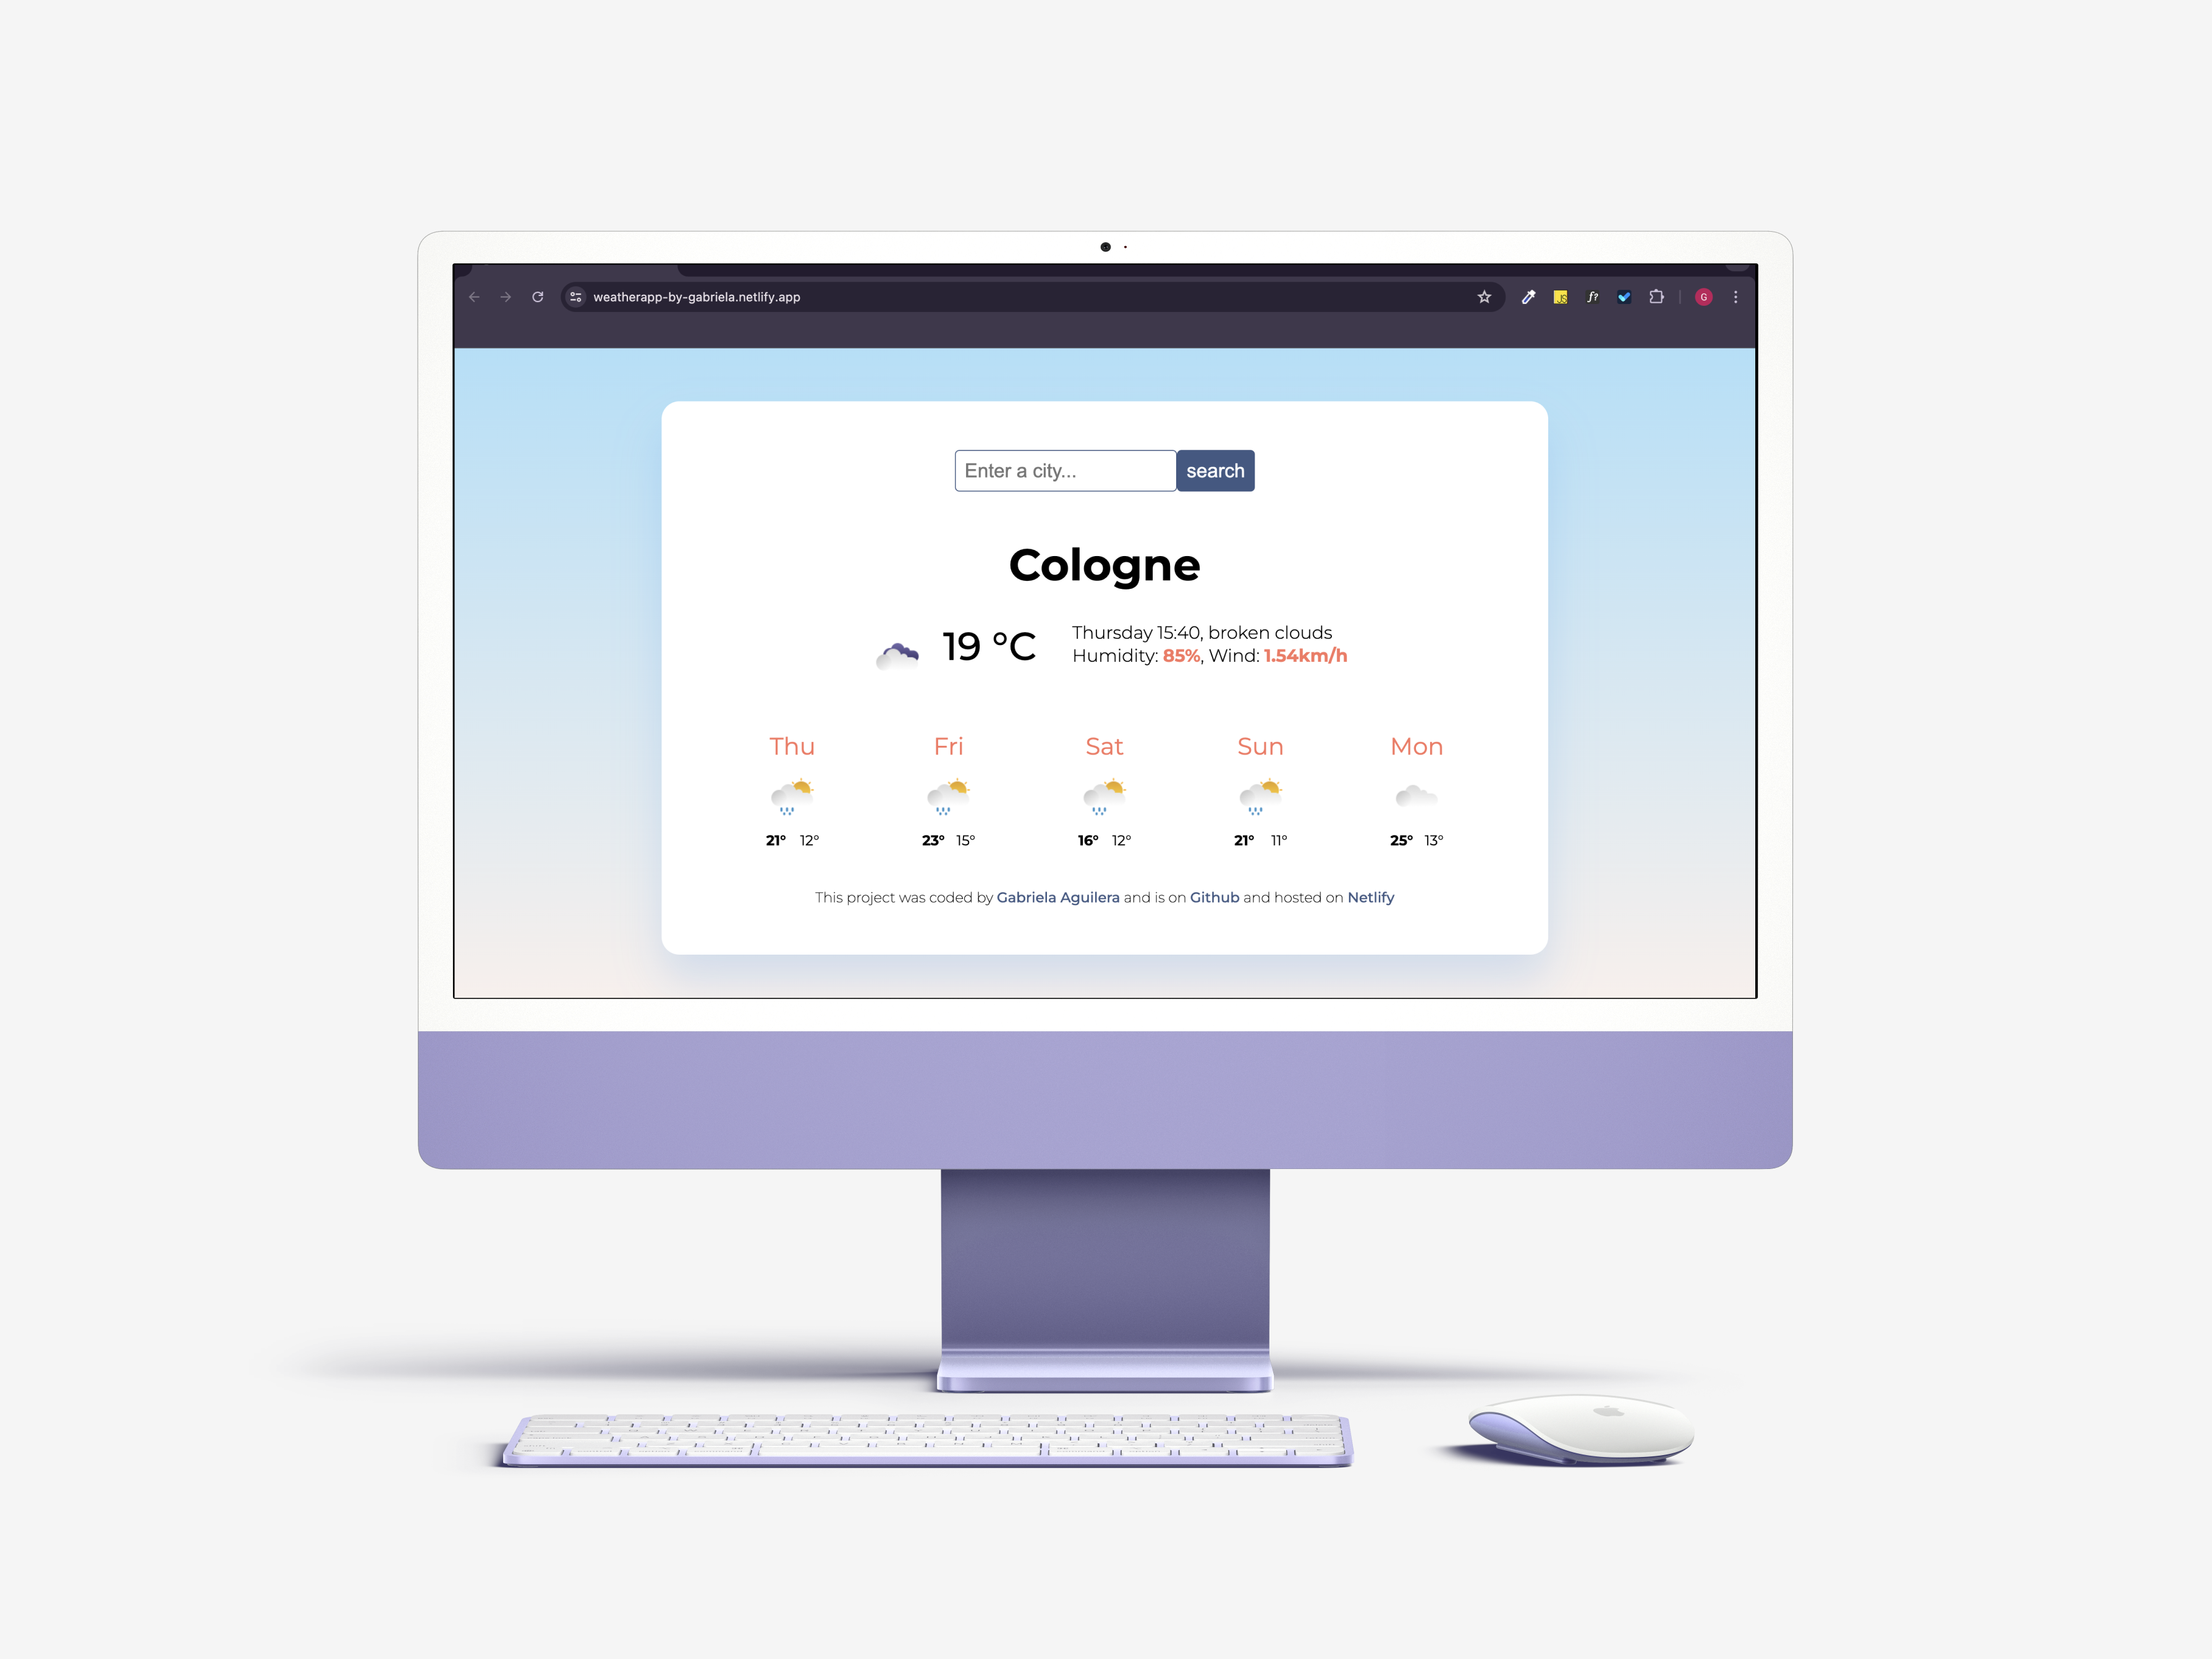 weatherapp-by-gabriela.netlify.app
JS
f?
G
Enter a city... search
Cologne
19 °C
Thursday 15:40, broken clouds
Humidity: 85%, Wind: 1.54km/h
Thu Fri Sat Sun Mon
21° 12° 23° 15° 16° 12° 21° 11° 25° 13°
This project was coded by Gabriela Aguilera and is on Github and hosted on Netlify